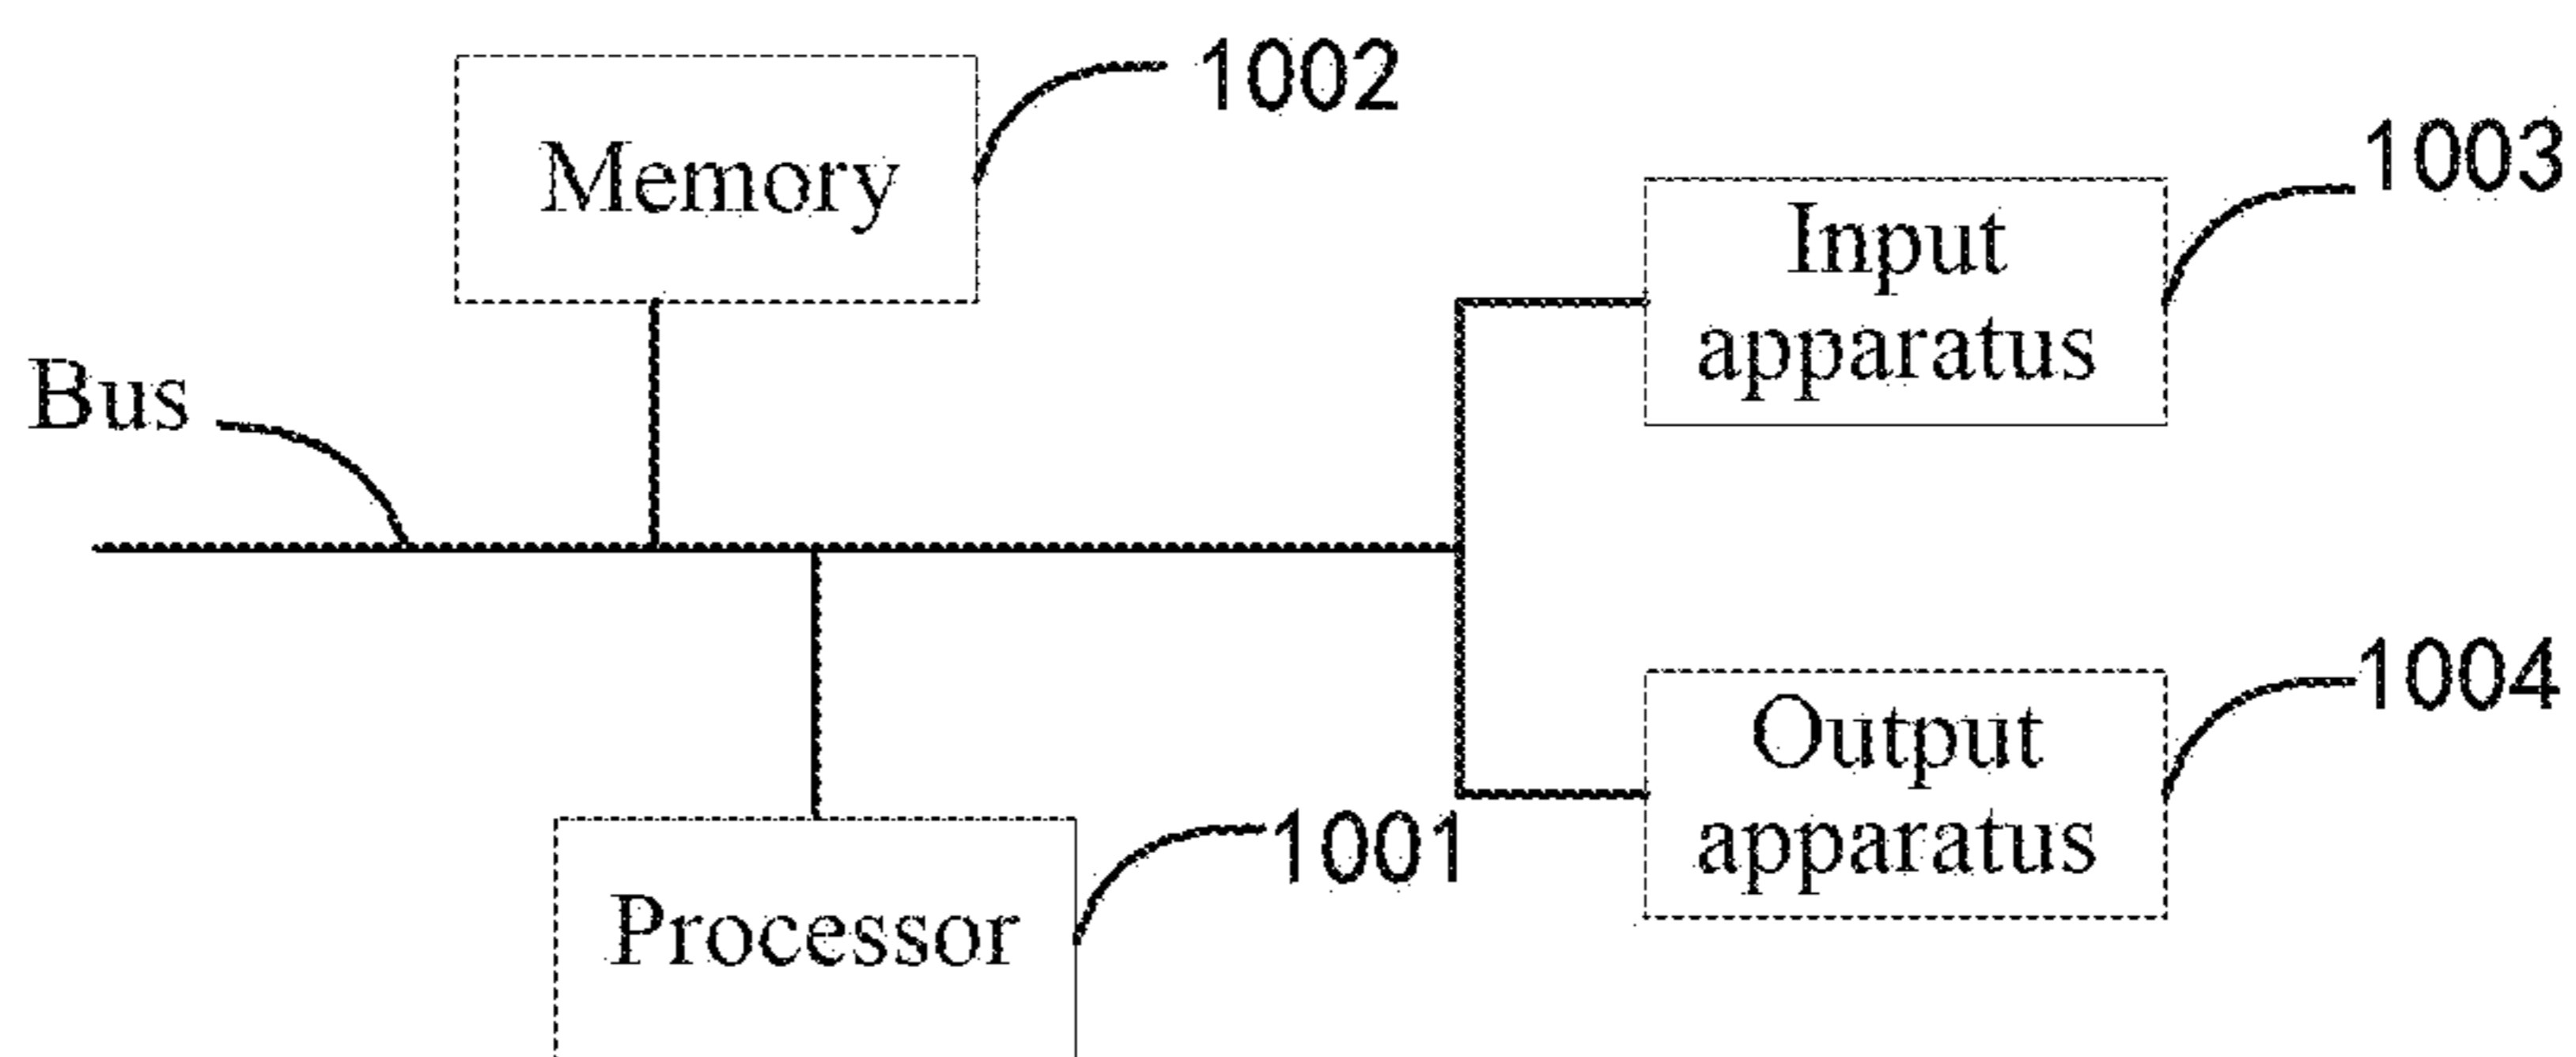 1002
Memory
1003
Input
apparatus
Bus
1004
Output
apparatus
1001
Processor